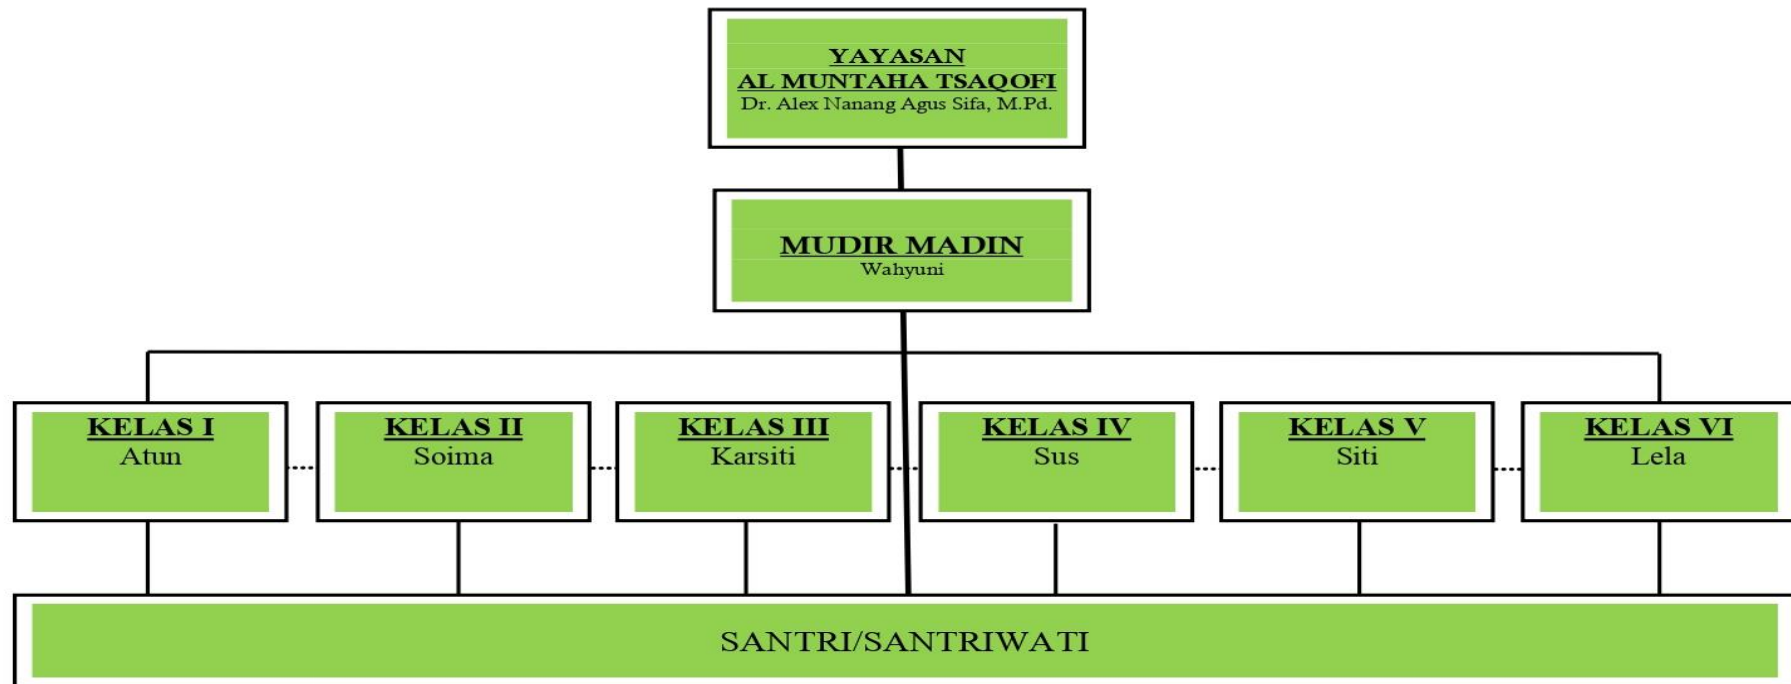 YAYASAN
AL MUNTAHA TSAQOFI
Dr. Alex Nanang Agus Sifa, M.Pd.
MUDIR MADIN
Wahyuni
KELAS I
Atun
KELAS II
Soima
KELAS III
Karsiti
KELAS IV
Sus
KELAS V
Siti
KELAS VI
Lela
SANTRI/SANTRIWATI